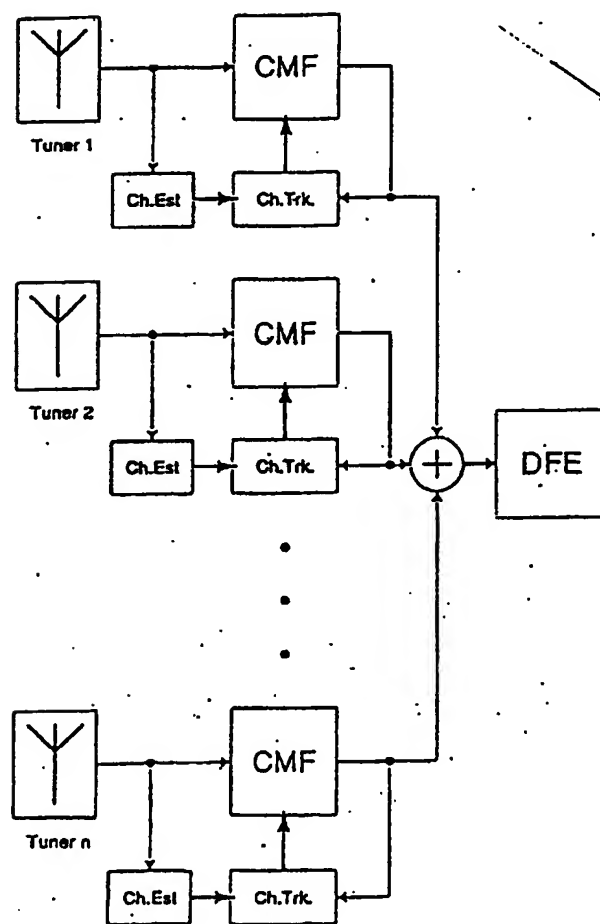 CMF
Tuner 1
Ch.Est
Ch.Trk.
CMF
Tuner 2
Ch.Est
Ch.Trk.
DFE
CMF
Tuner n
Ch.Est
Ch.Trk.